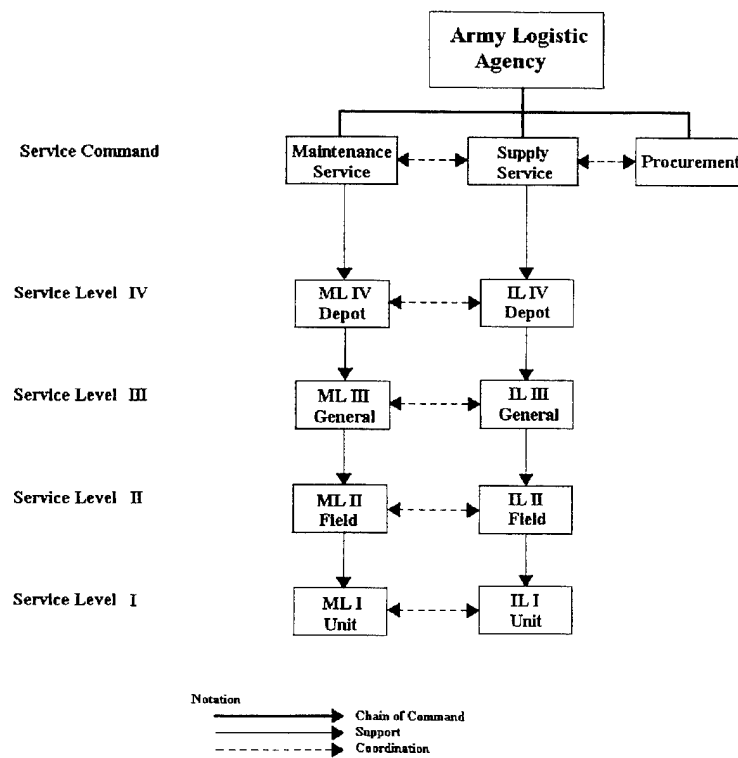 Army Logistic
Agency
Service Command
Maintenance
Service
Supply
Service
Procurement
Service Level IV
ML IV
Depot
IL IV
Depot
Service Level III
ML III
General
IL III
General
Service Level II
ML II
Field
IL II
Field
Service Level I
ML I
Unit
IL I
Unit
Notation
Chain of Command
Support
Coordination